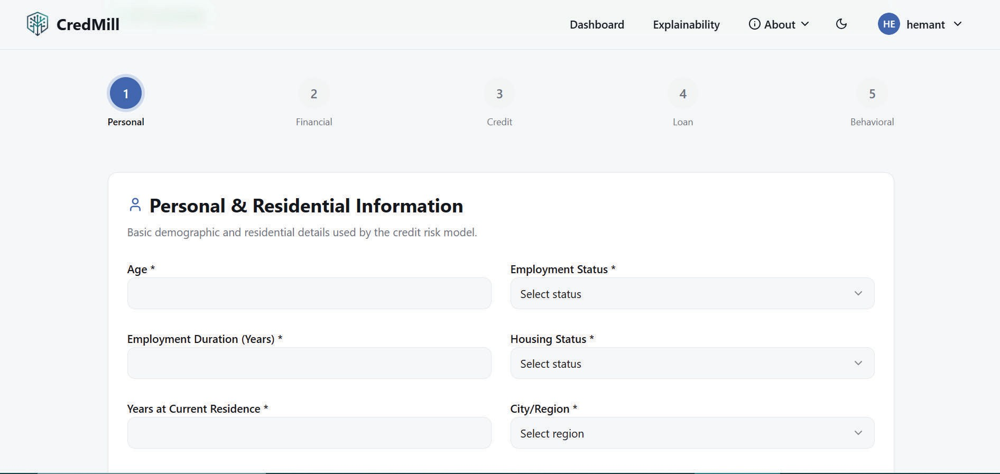 CredMill
Dashboard Explainability About HE hemant
1 2 3 4 5
Personal Financial Credit Loan Behavioral
Personal & Residential Information
Basic demographic and residential details used by the credit risk model.
Age * Employment Status *
Select status
Employment Duration (Years) * Housing Status *
Select status
Years at Current Residence * City/Region *
Select region